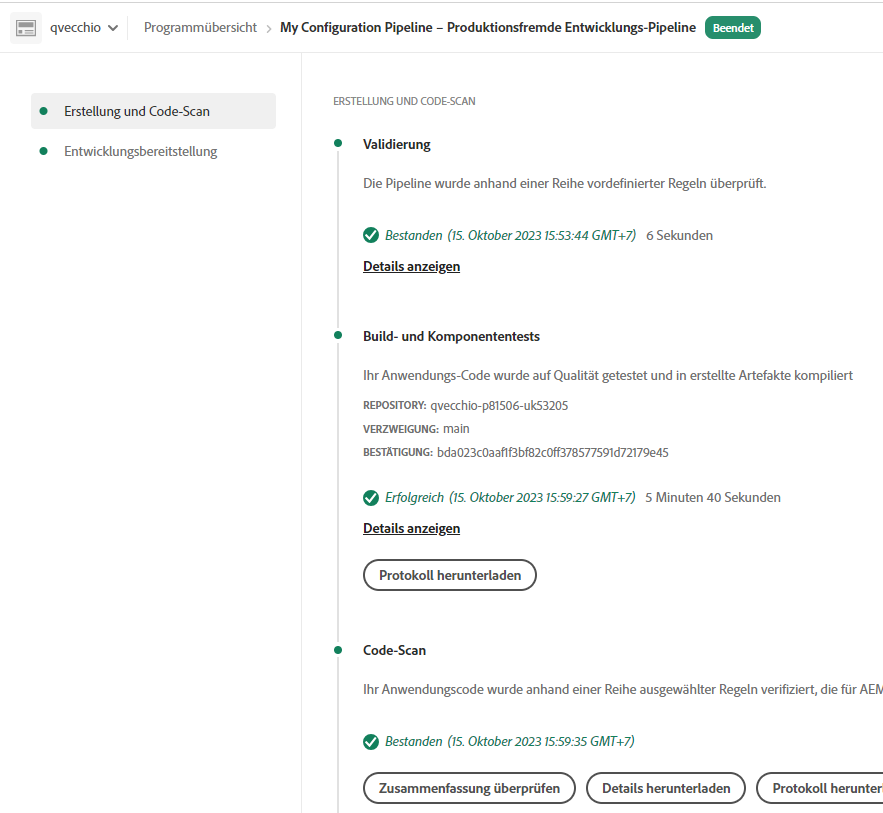 qvecchio
Programmübersicht > My Configuration Pipeline – Produktionsfremde Entwicklungs-Pipeline Beendet
Erstellung und Code-Scan
Entwicklungsbereitstellung
ERSTELLUNG UND CODE-SCAN
Validierung
Die Pipeline wurde anhand einer Reihe vordefinierter Regeln überprüft.
Bestanden (15. Oktober 2023 15:53:44 GMT+7) 6 Sekunden
Details anzeigen
Build- und Komponententests
Ihr Anwendungs-Code wurde auf Qualität getestet und in erstellte Artefakte kompiliert
REPOSITORY: qvecchio-p81506-uk53205
VERZWEIGUNG: main
BESTÄTIGUNG: bda023c0aaf1f3bf82c0ff378577591d72179e45
Erfolgreich (15. Oktober 2023 15:59:27 GMT+7) 5 Minuten 40 Sekunden
Details anzeigen
Protokoll herunterladen
Code-Scan
Ihr Anwendungscode wurde anhand einer Reihe ausgewählter Regeln verifiziert, die für AEM
Bestanden (15. Oktober 2023 15:59:35 GMT+7)
Zusammenfassung überprüfen
Details herunterladen
Protokoll herunterl